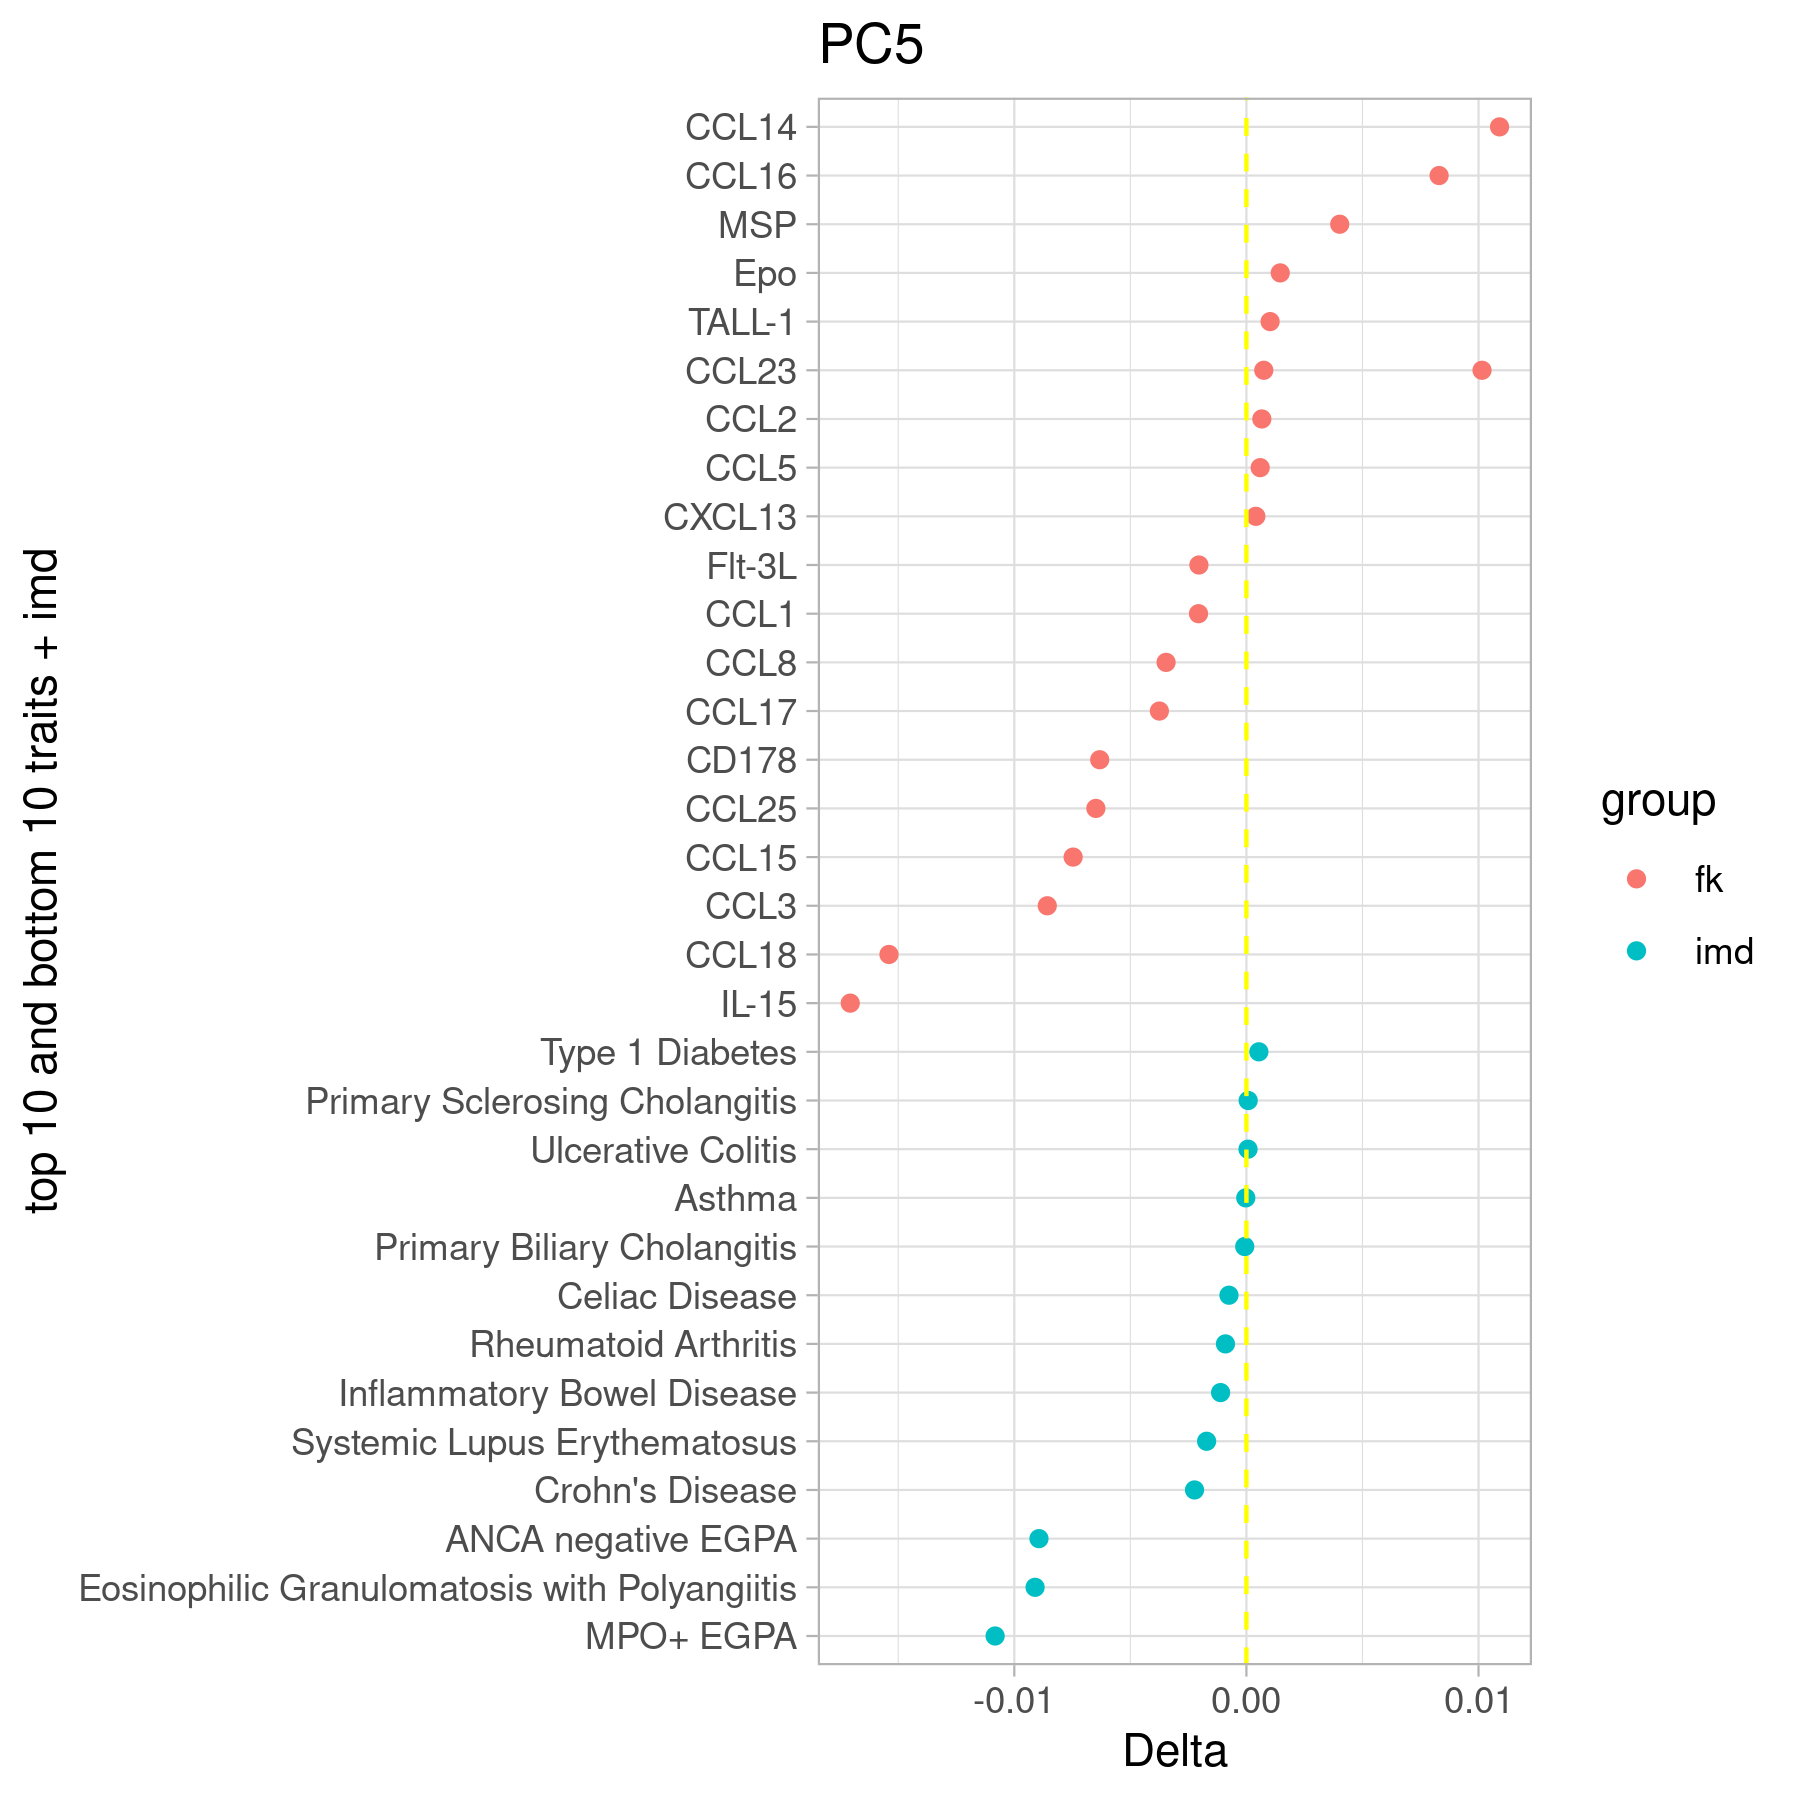 PC5
top 10 and bottom 10 traits + imd
CCL14
CCL16
MSP
Epo
TALL-1
CCL23
CCL2
CCL5
CXCL13
Flt-3L
CCL1
CCL8
CCL17
CD178
CCL25
CCL15
CCL3
CCL18
IL-15
Type 1 Diabetes
Primary Sclerosing Cholangitis
Ulcerative Colitis
Asthma
Primary Biliary Cholangitis
Celiac Disease
Rheumatoid Arthritis
Inflammatory Bowel Disease
Systemic Lupus Erythematosus
Crohn's Disease
ANCA negative EGPA
Eosinophilic Granulomatosis with Polyangiitis
MPO+ EGPA
-0.01 0.00 0.01
Delta
group
fk
imd